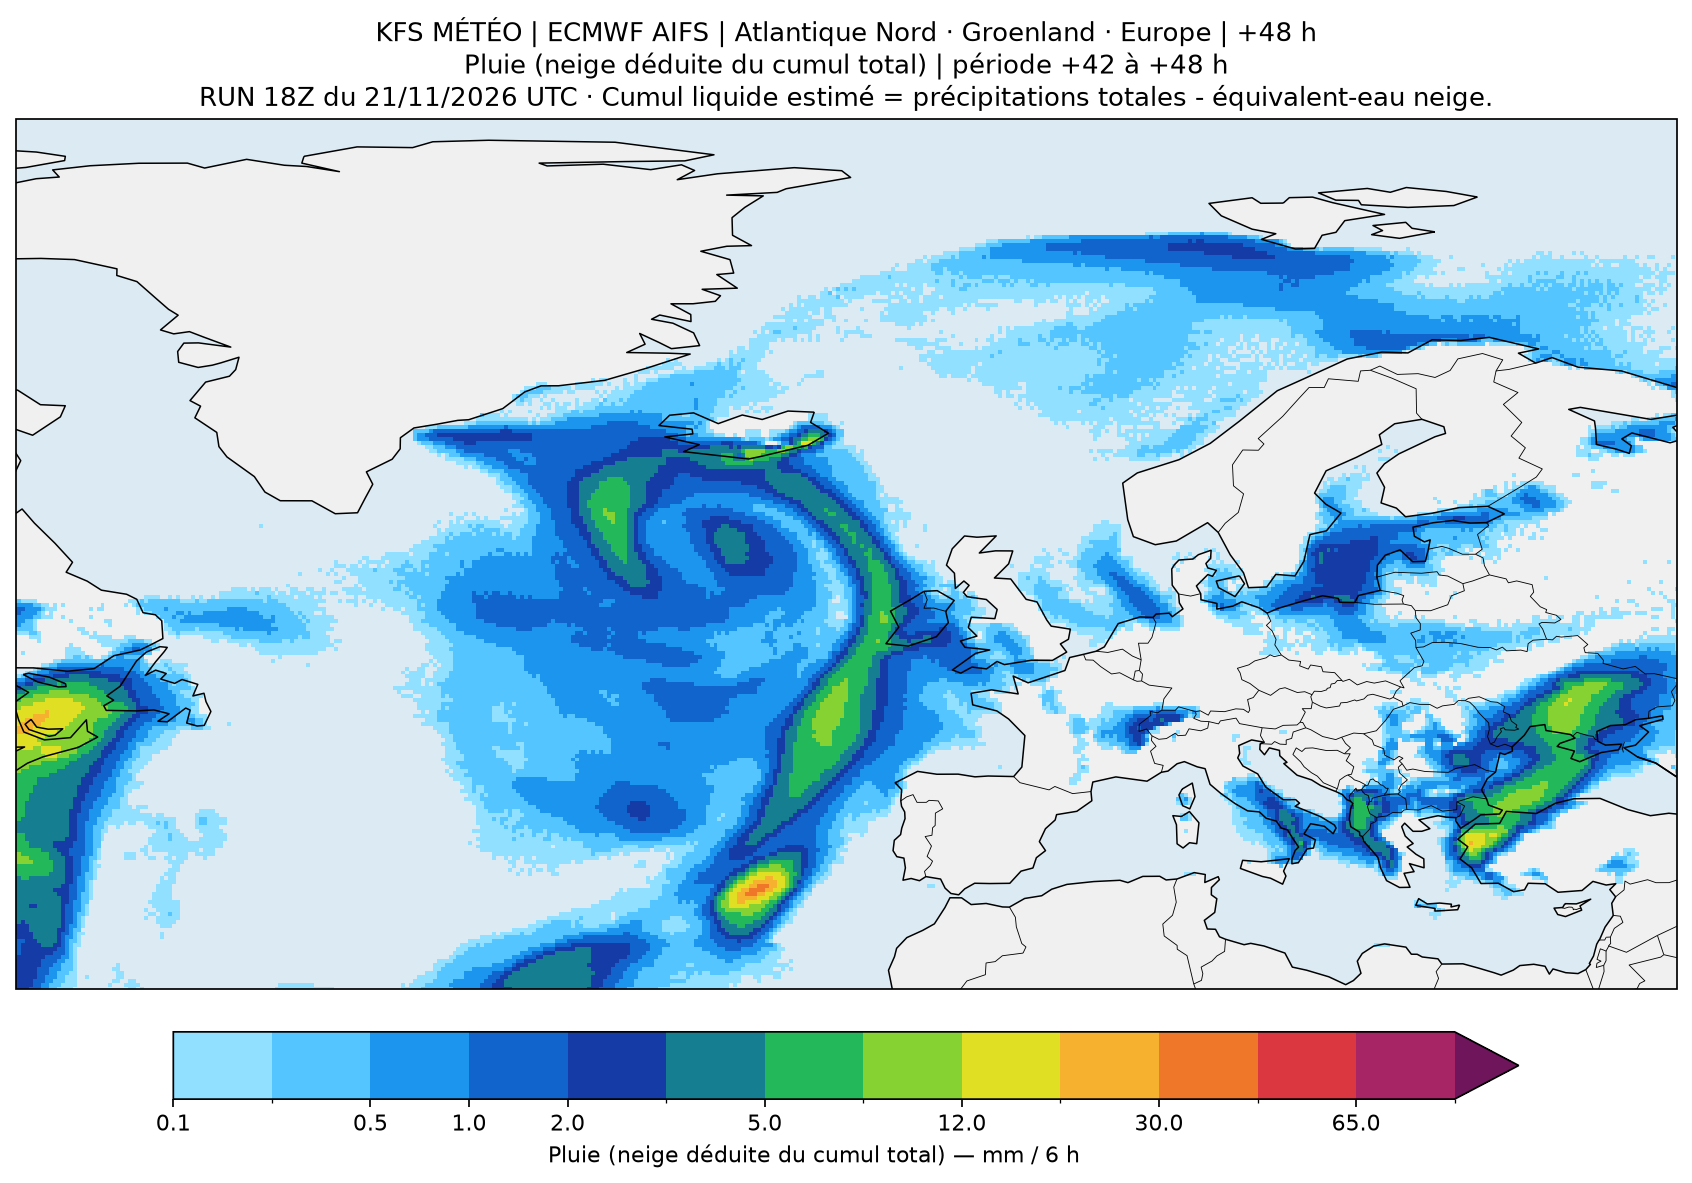 KFS MÉTÉO | ECMWF AIFS | Atlantique Nord · Groenland · Europe | +48 h
Pluie (neige déduite du cumul total) | période +42 à +48 h
RUN 18Z du 21/11/2026 UTC · Cumul liquide estimé = précipitations totales - équivalent-eau neige.
0.1 0.5 1.0 2.0 5.0 12.0 30.0 65.0
Pluie (neige déduite du cumul total) — mm / 6 h